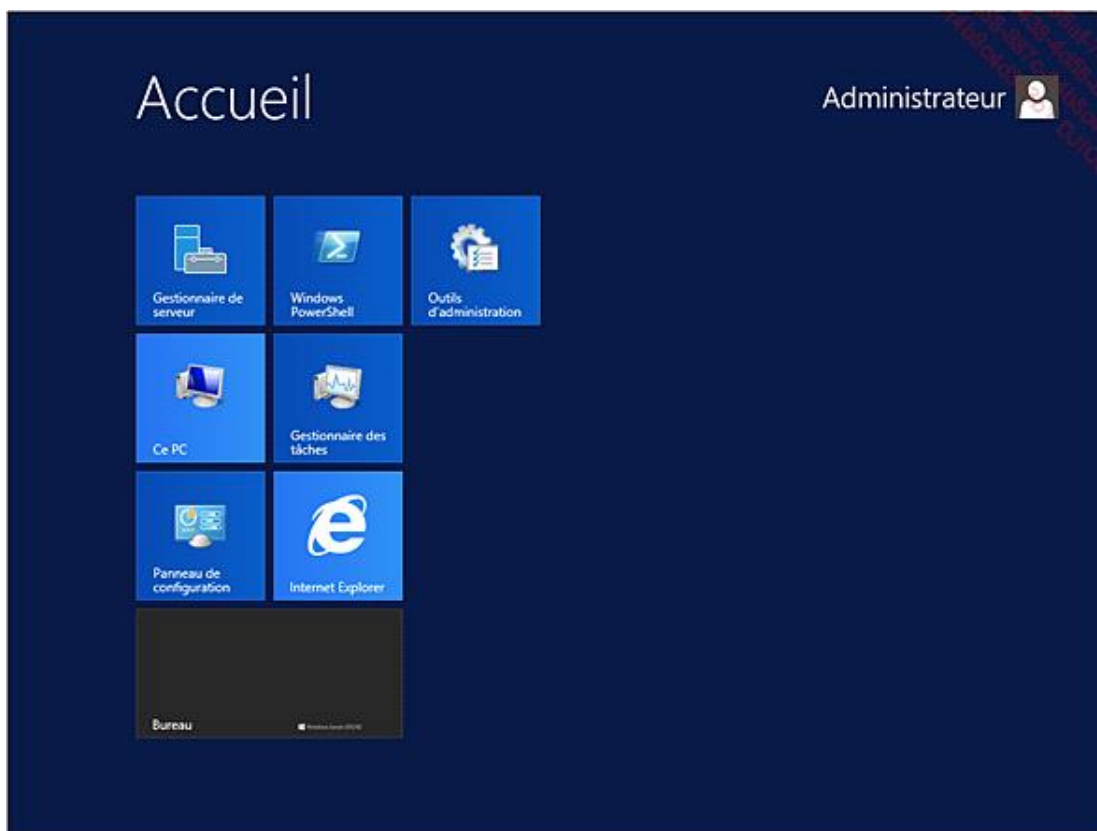 Accueil
Administrateur
Gestionnaire de
serveur
Windows
PowerShell
Outils
d'administration
Ce PC
Gestionnaire des
tâches
Panneau de
configuration
Internet Explorer
Bureau